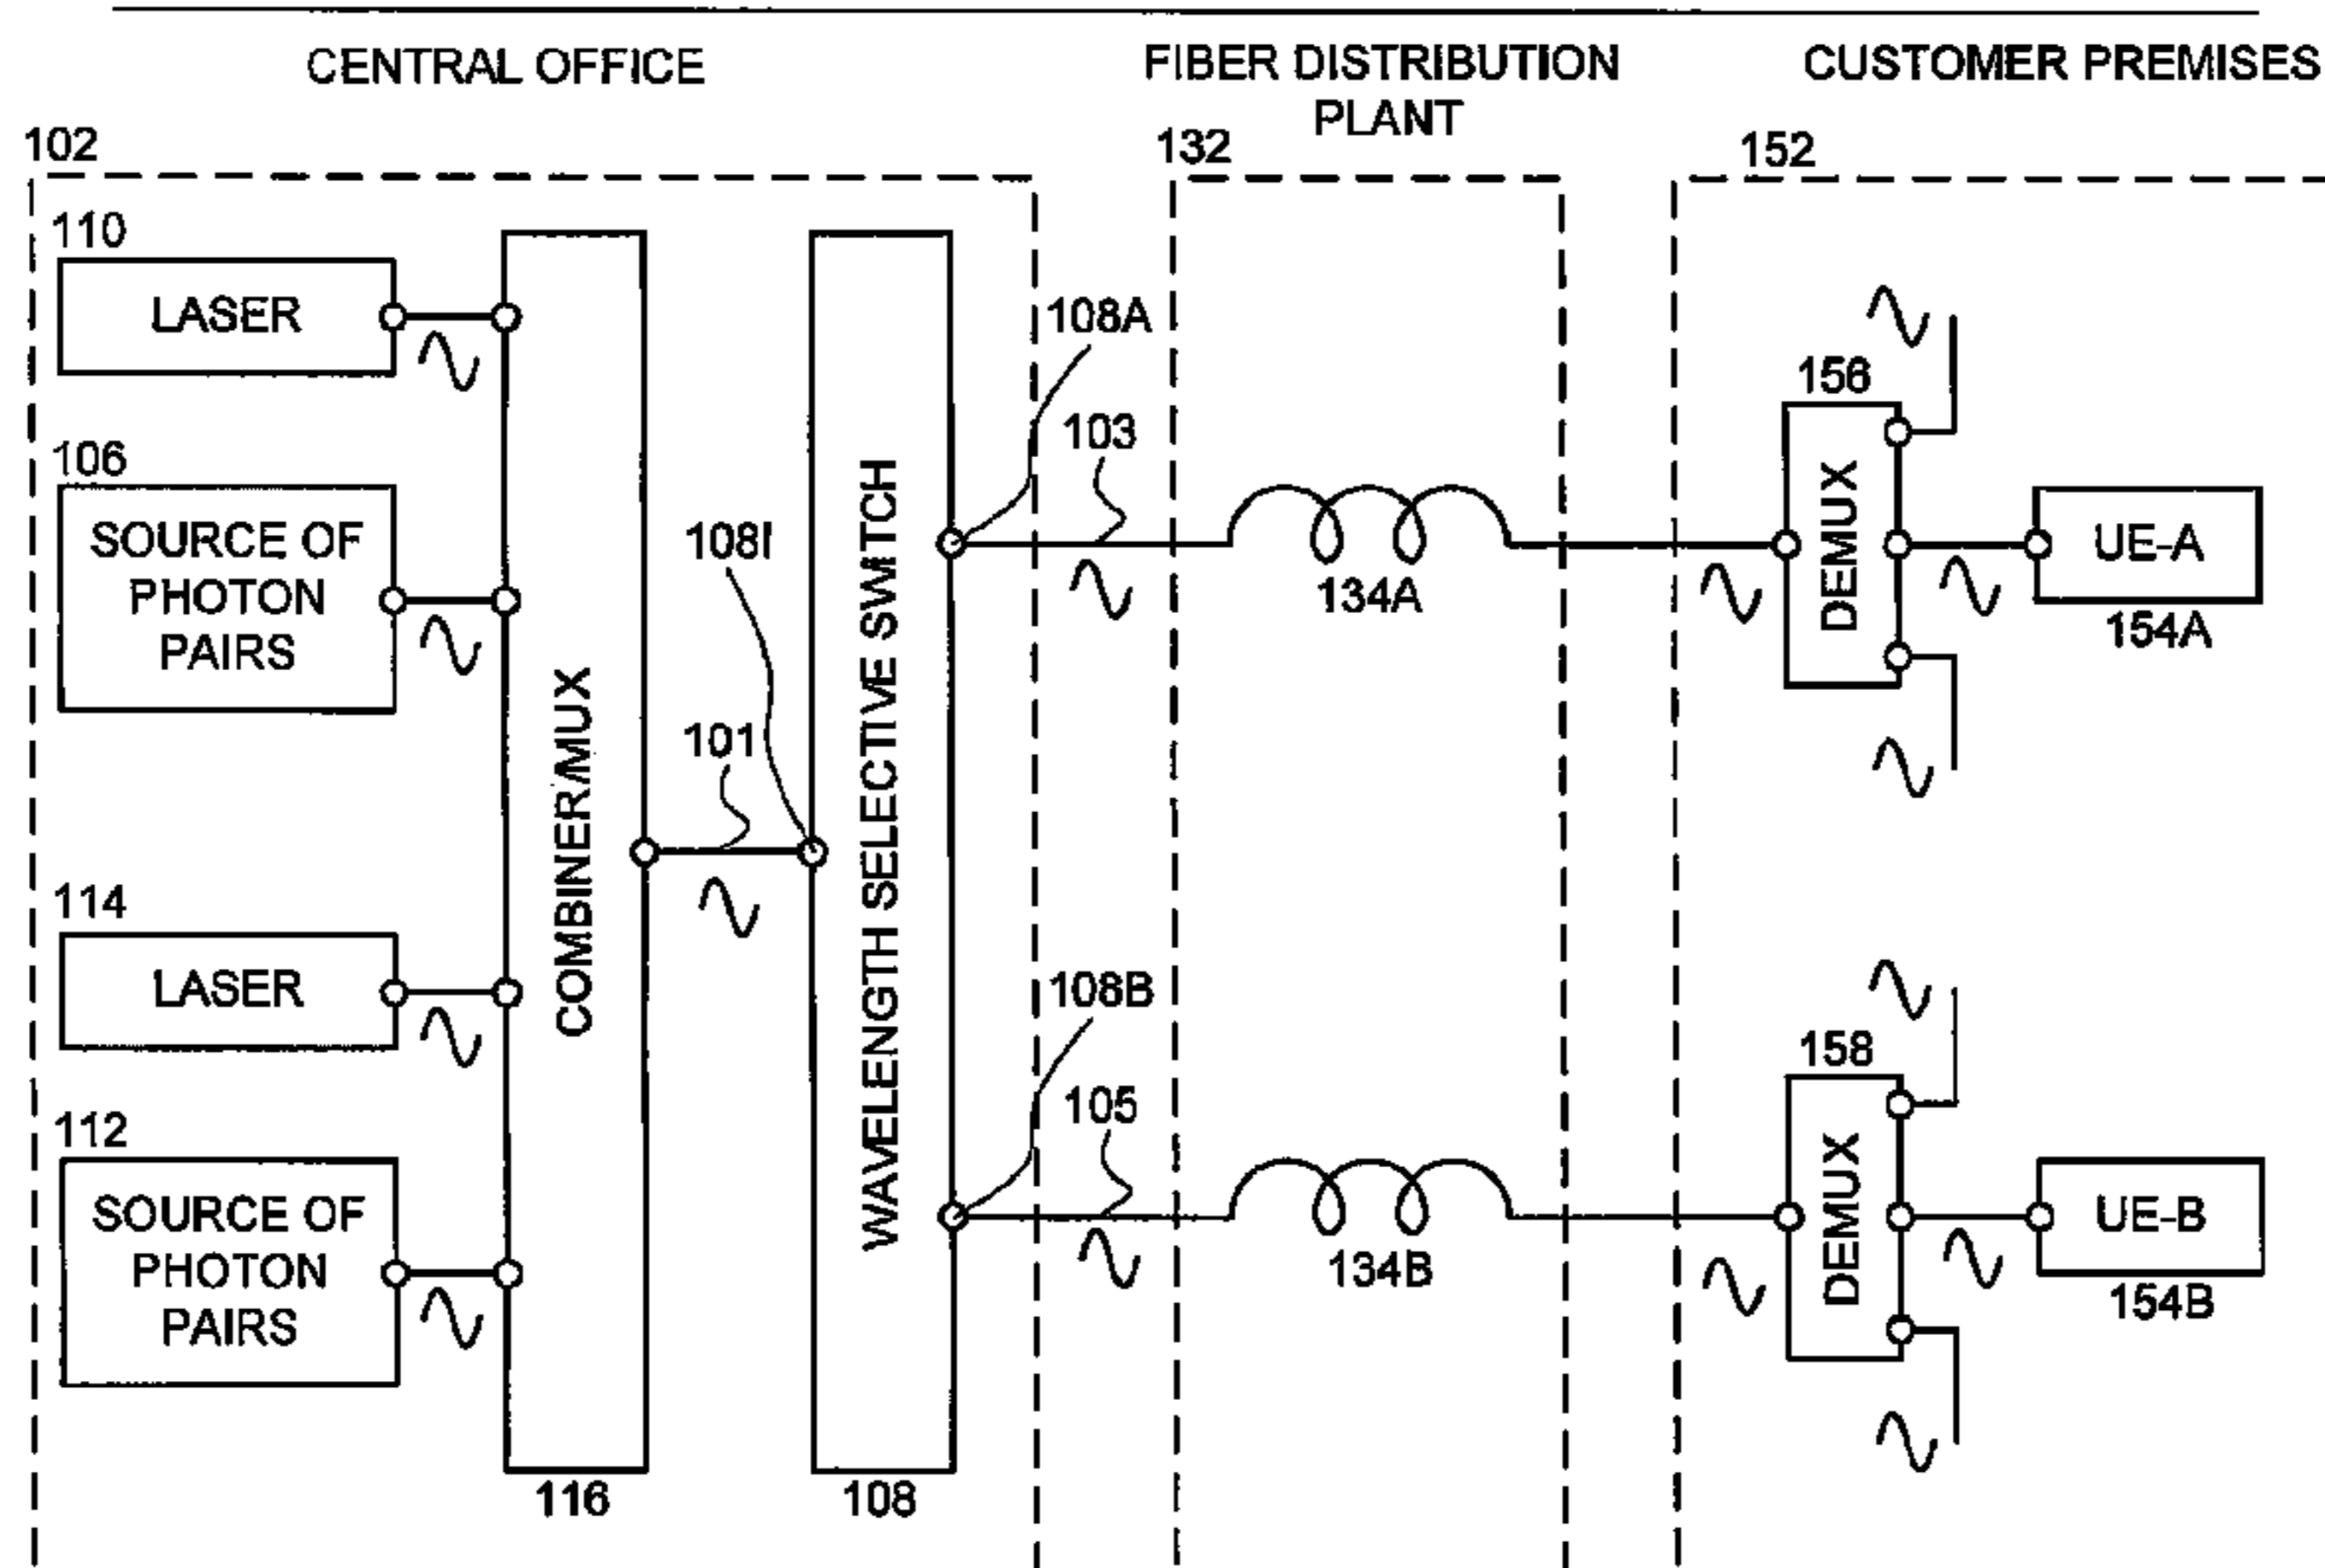 CENTRAL OFFICE
FIBER DISTRIBUTION
PLANT
CUSTOMER PREMISES
102
132
152
110
LASER
106
SOURCE OF
PHOTON
PAIRS
114
LASER
112
SOURCE OF
PHOTON
PAIRS
COMBINER/MUX
116
101
108I
WAVELENGTH SELECTIVE SWITCH
108
108A
103
108B
105
134A
134B
156
DEMUX
UE-A
154A
158
DEMUX
UE-B
154B